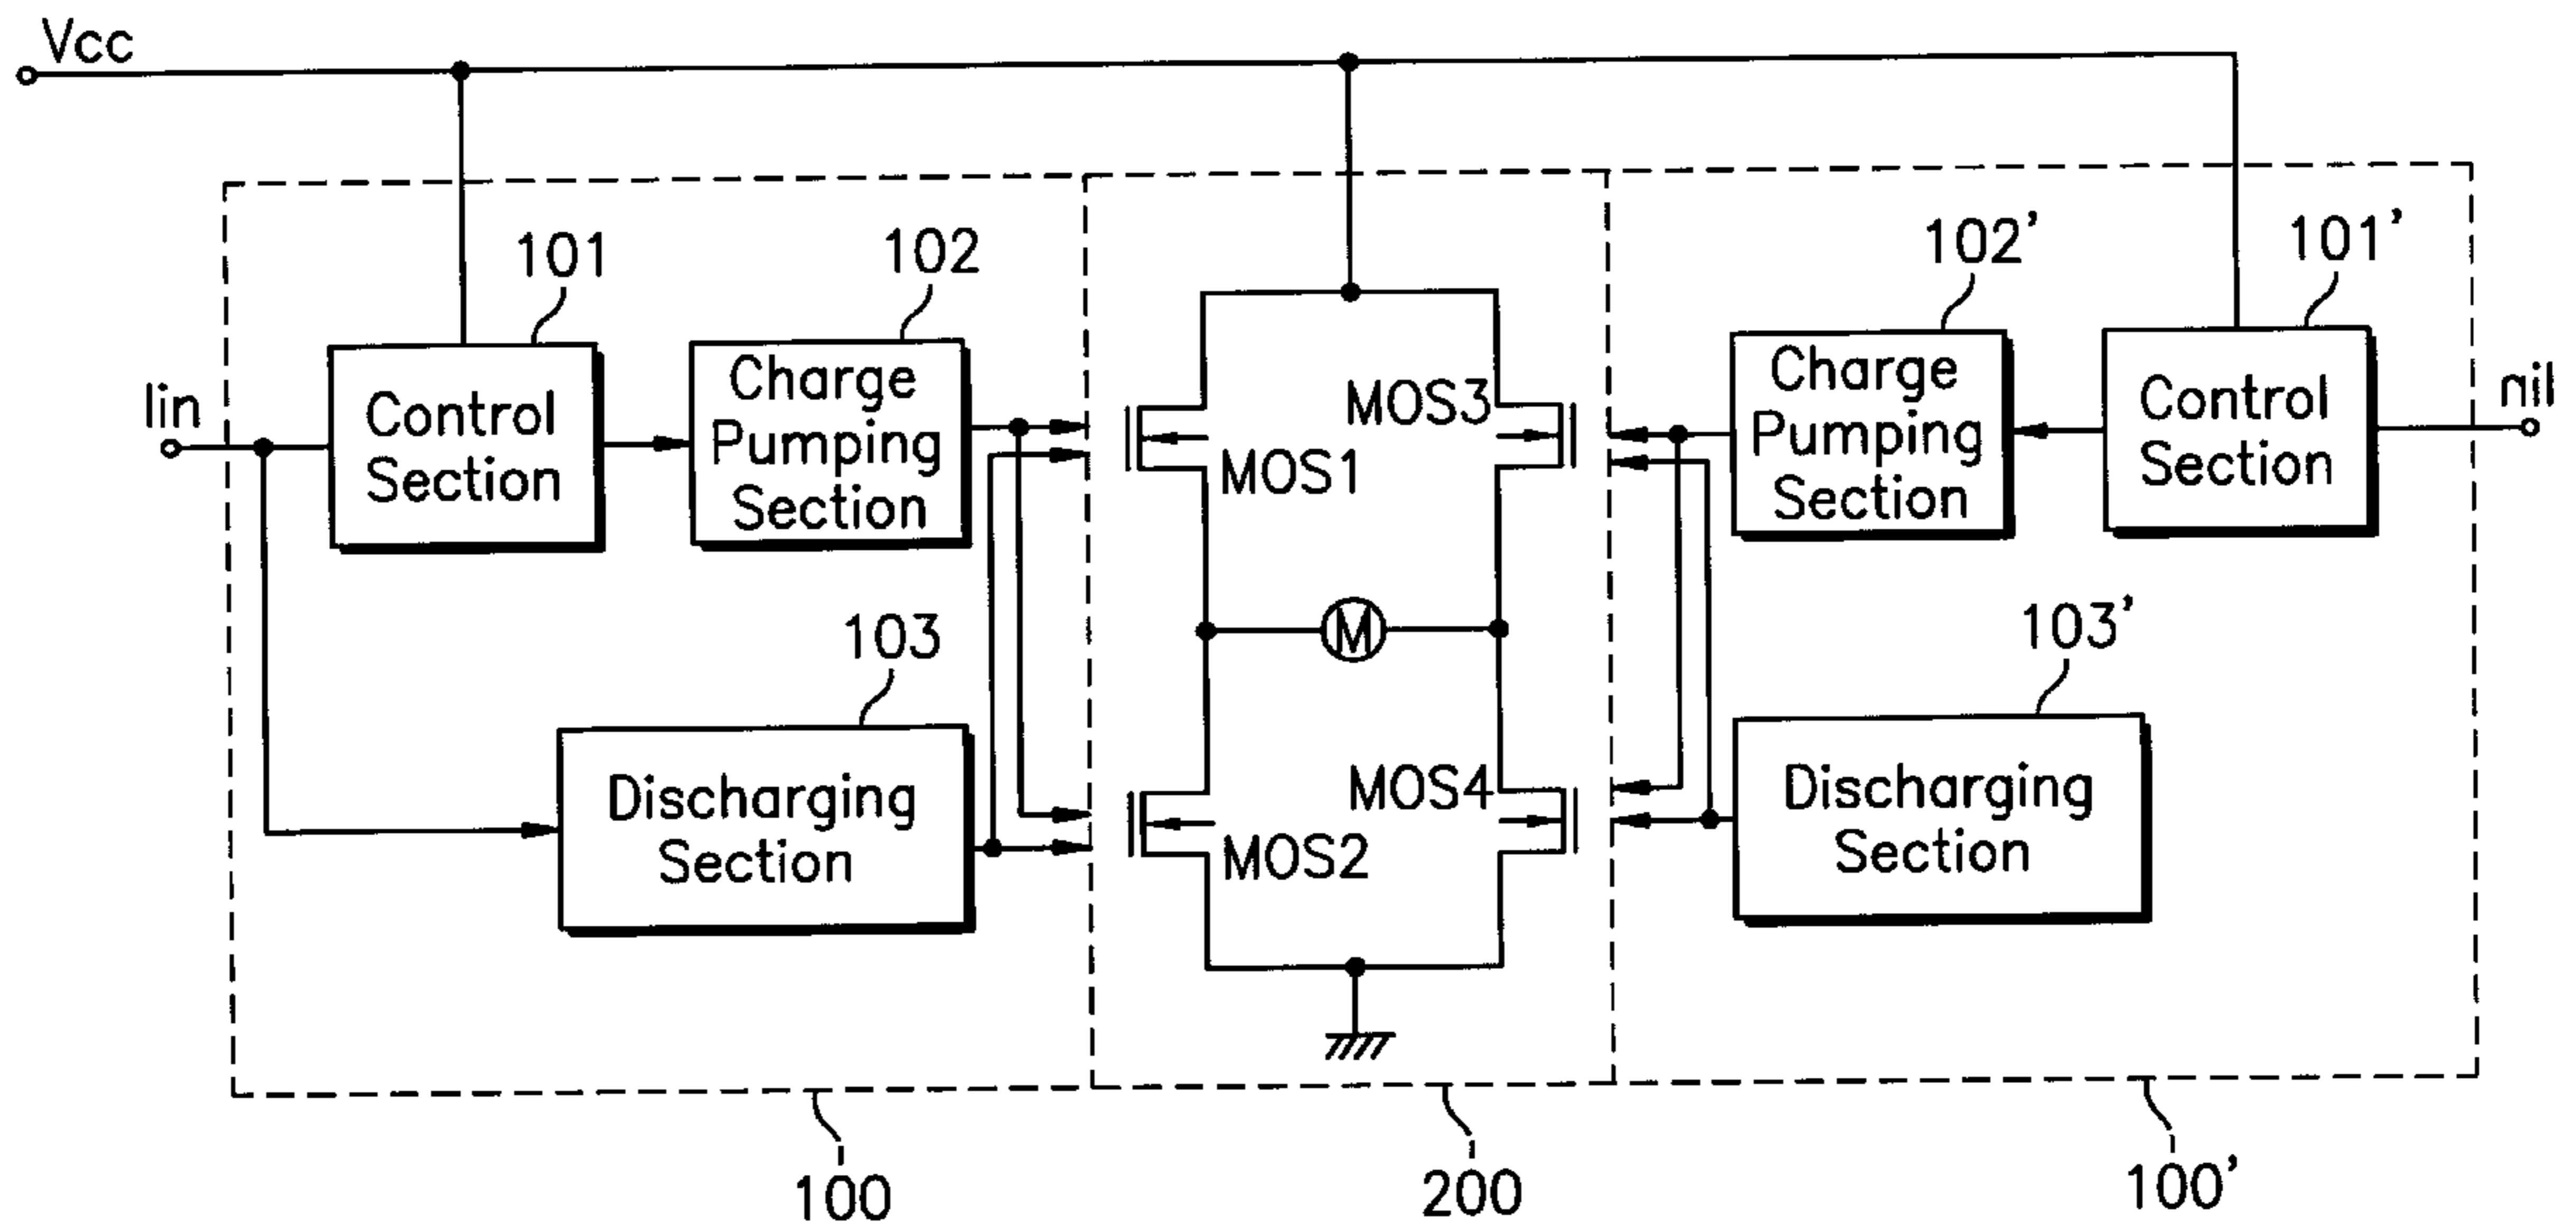 Vcc
101
102
102'
101'
Iin
Control
Section
Charge
Pumping
Section
MOS1
MOS3
Charge
Pumping
Section
Control
Section
nil
M
103
Discharging
Section
MOS2
MOS4
103'
Discharging
Section
100
200
100'